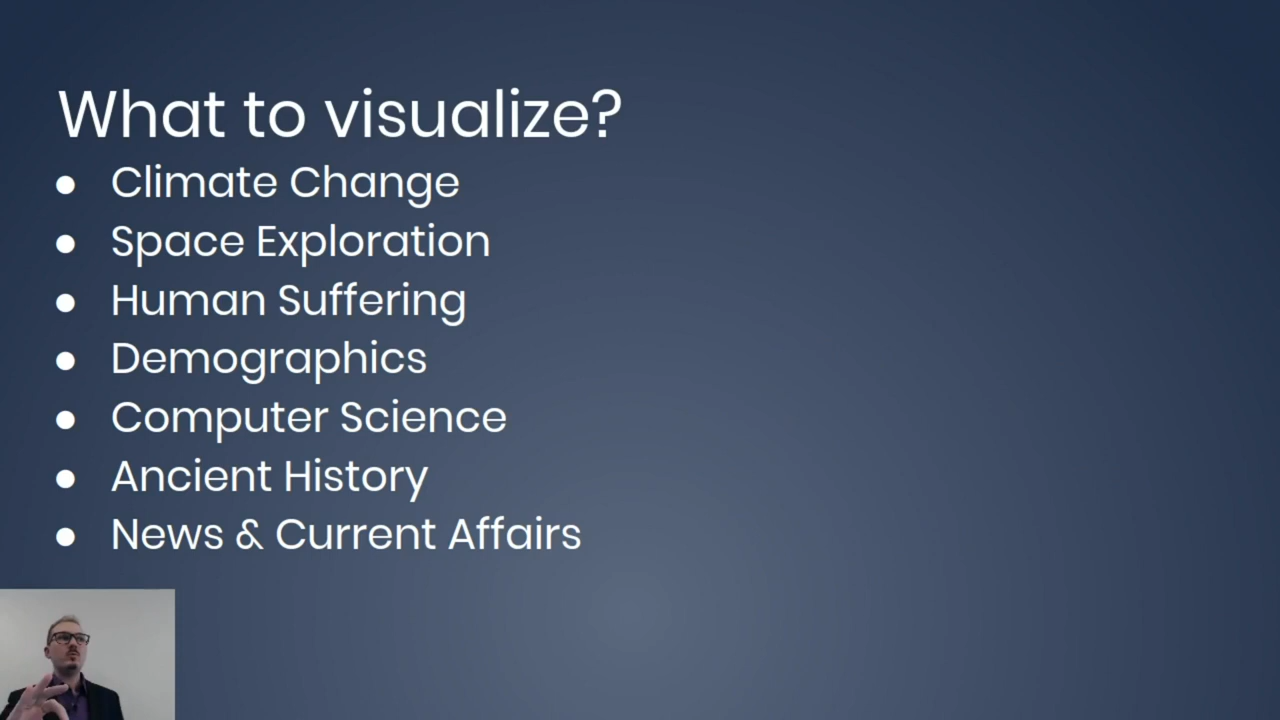 What to visualize?
● Climate Change
● Space Exploration
● Human Suffering
● Demographics
● Computer Science
● Ancient History
● News & Current Affairs